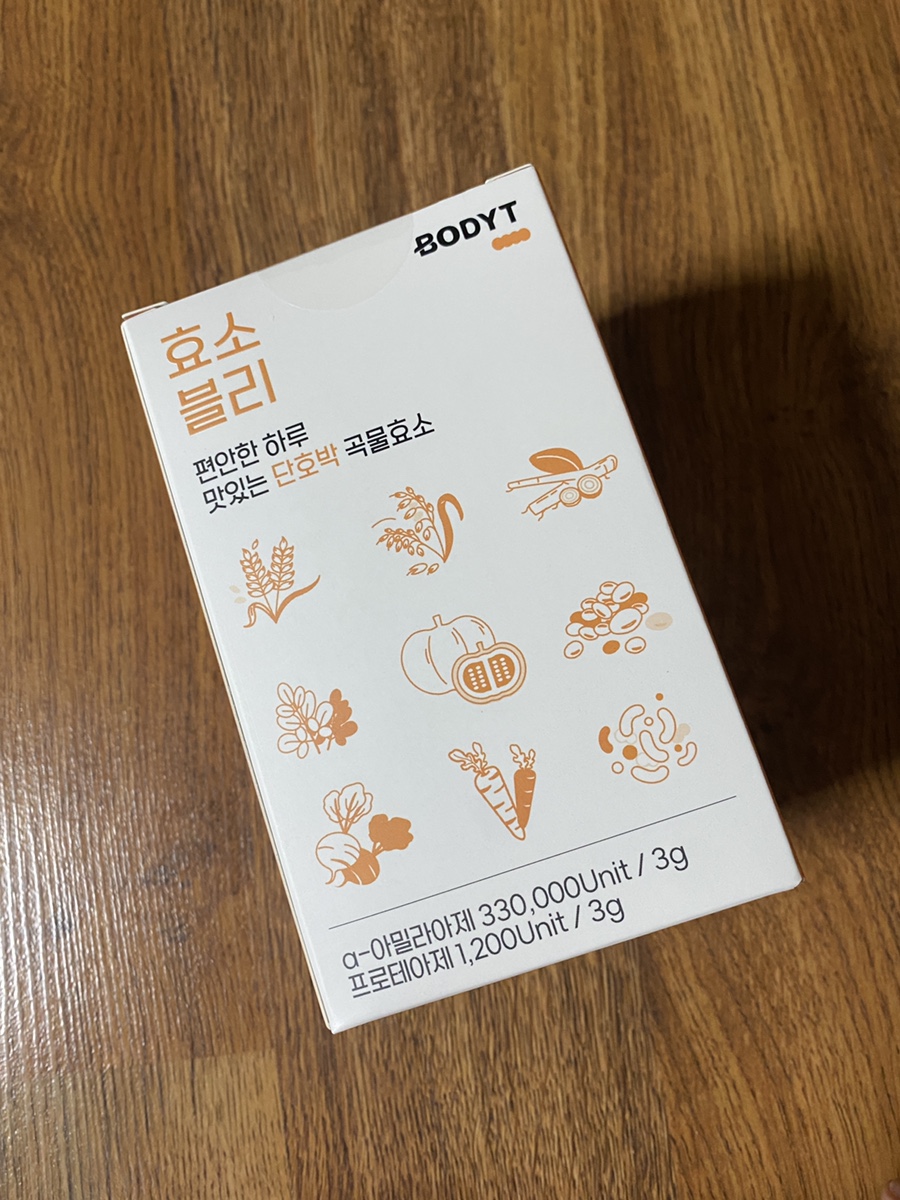 BODYT
효소
블리
편안한 하루
맛있는 단호박 곡물효소
α-아밀라아제 330,000Unit / 3g
프로테아제 1,200Unit / 3g